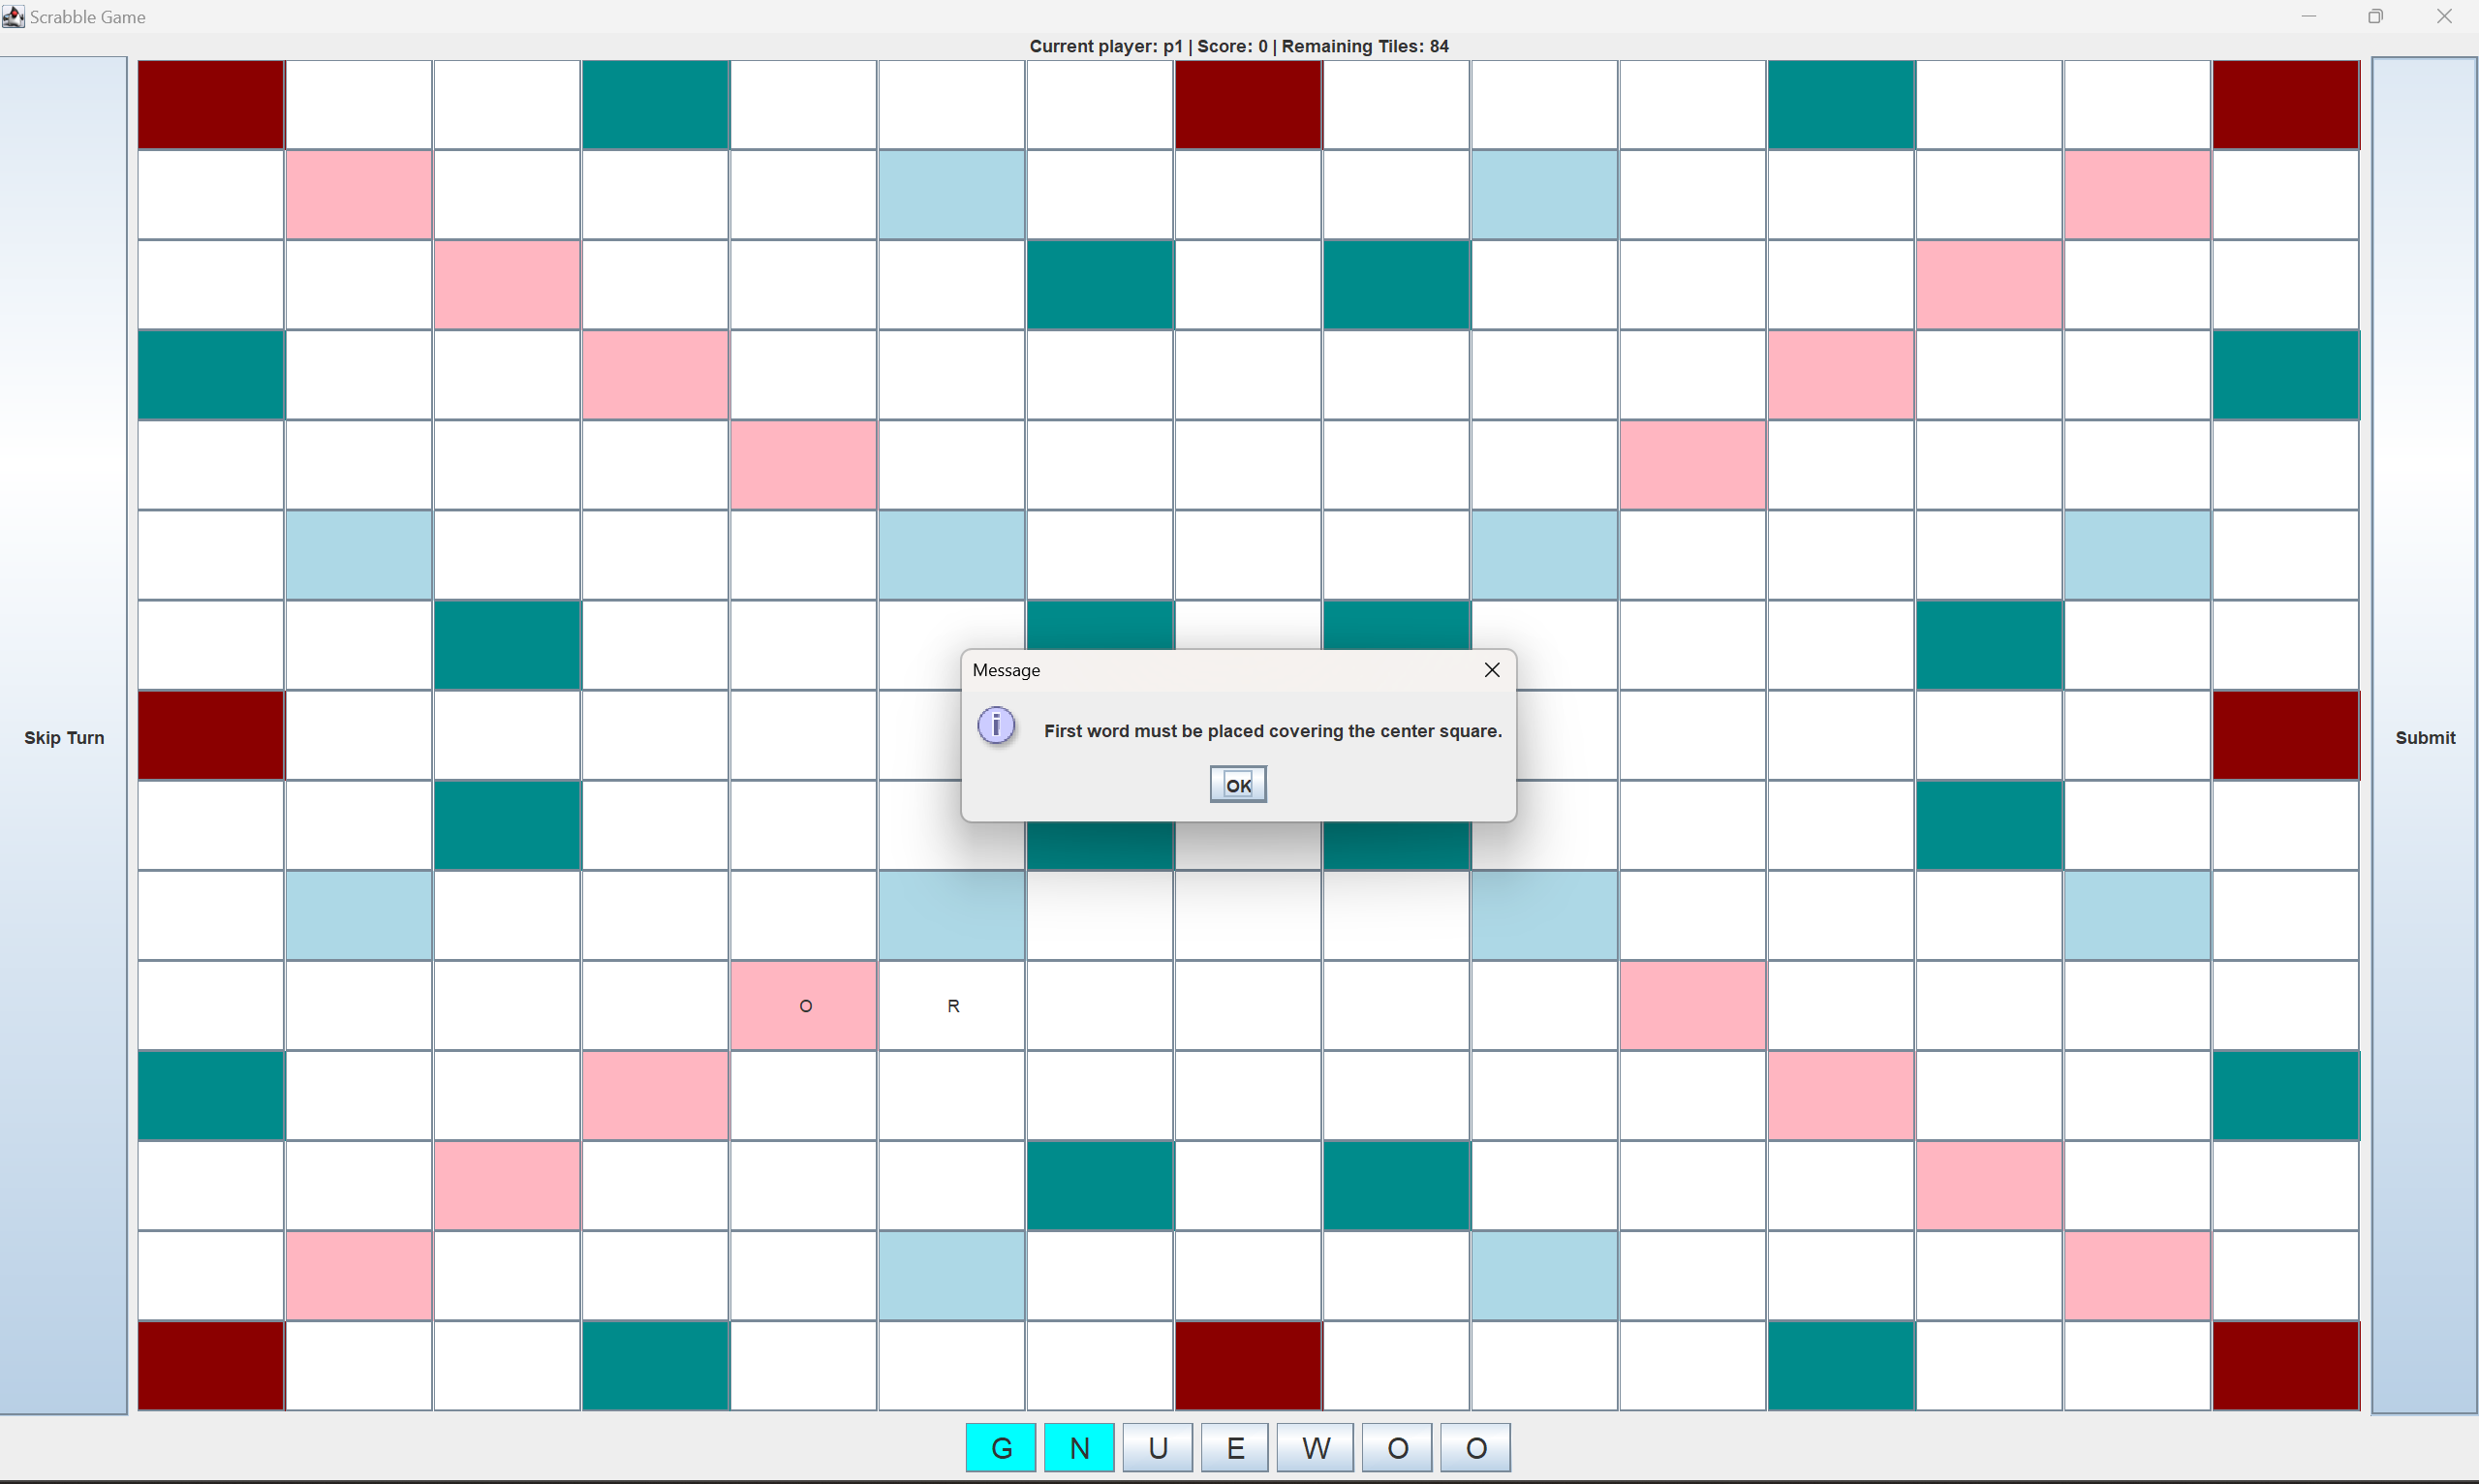 Scrabble Game
Current player: p1 | Score: 0 | Remaining Tiles: 84
Message
First word must be placed covering the center square.
Skip Turn
Submit
OK
O R
G N U E W O O